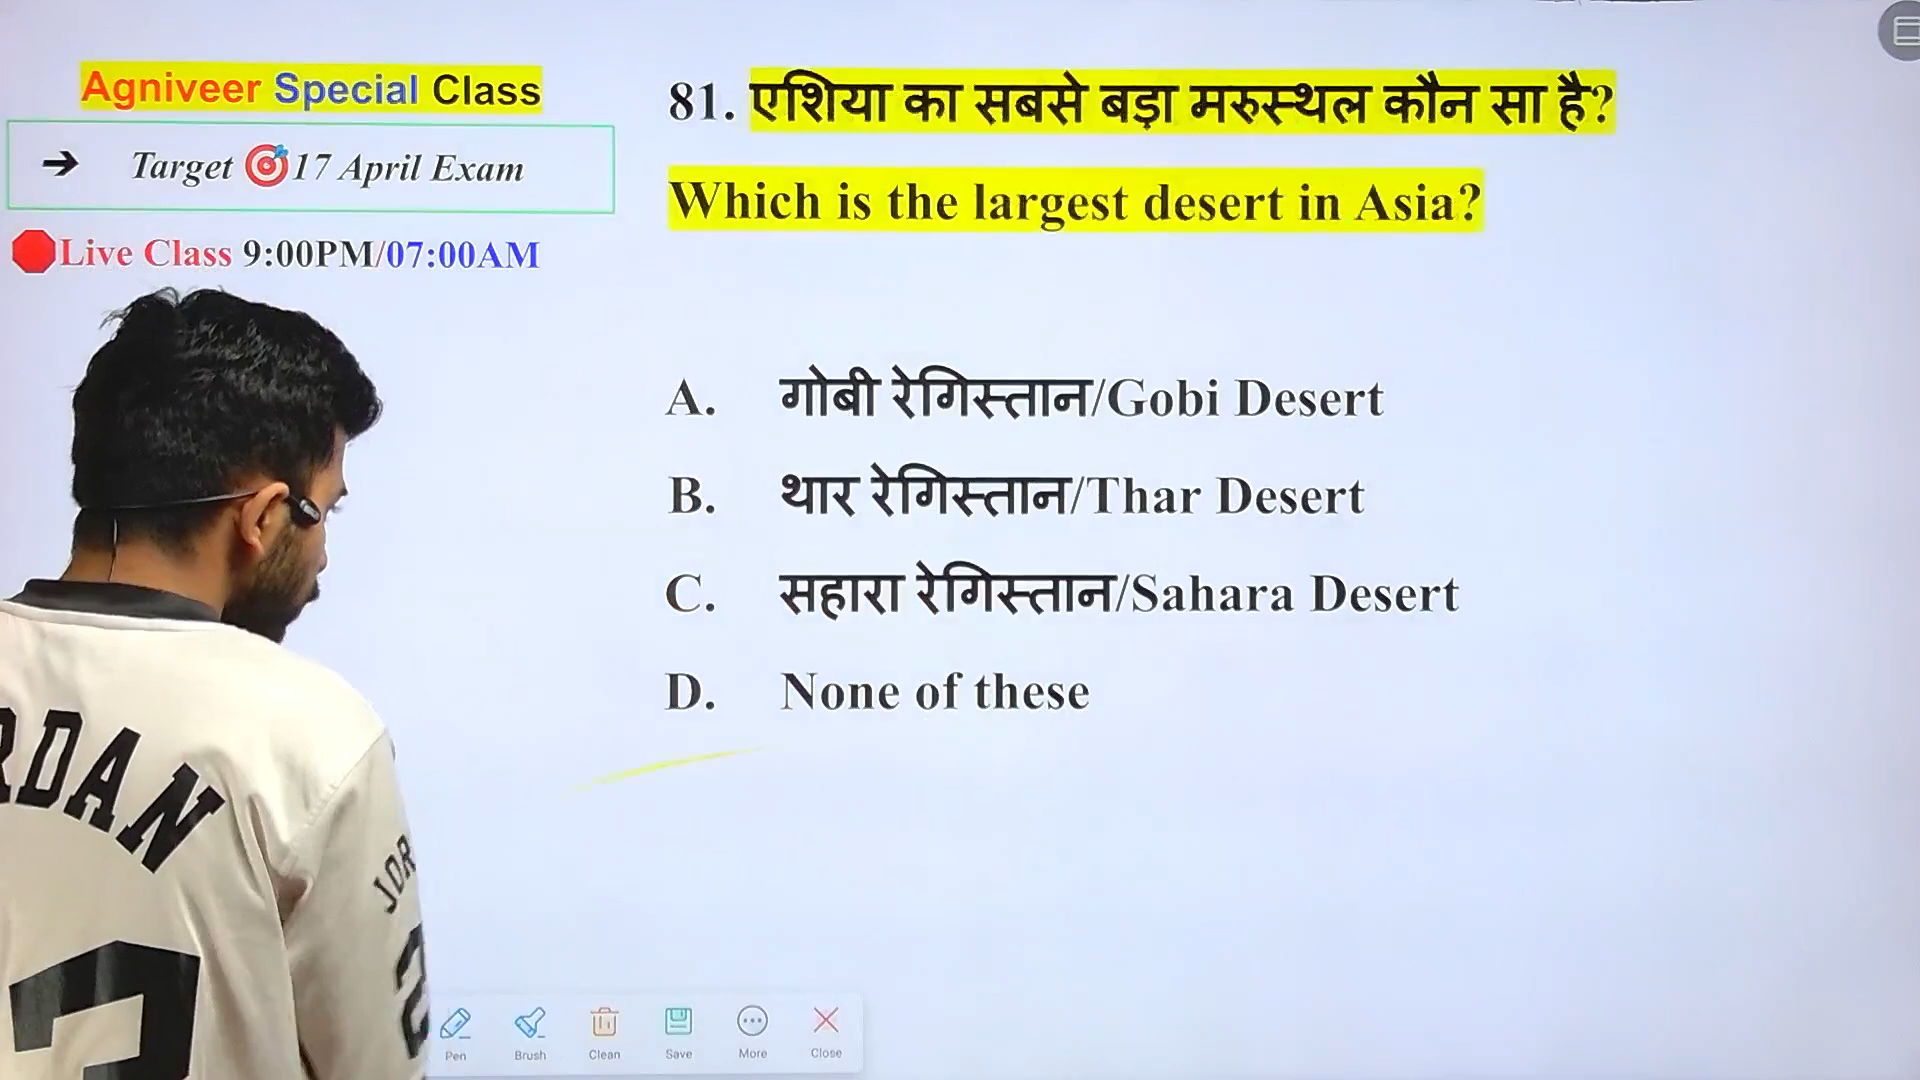 Agniveer Special Class
→ Target 17 April Exam
Live Class 9:00PM/07:00AM
81. एशिया का सबसे बड़ा मरुस्थल कौन सा है?
Which is the largest desert in Asia?
A. गोबी रेगिस्तान/Gobi Desert
B. थार रेगिस्तान/Thar Desert
C. सहारा रेगिस्तान/Sahara Desert
D. None of these
RDAN
JOR
Pen Brush Clean Save More Close